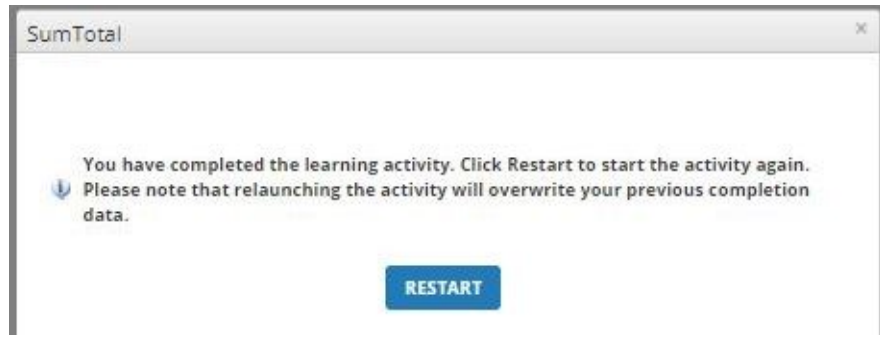 SumTotal
You have completed the learning activity. Click Restart to start the activity again.
Please note that relaunching the activity will overwrite your previous completion
data.
RESTART